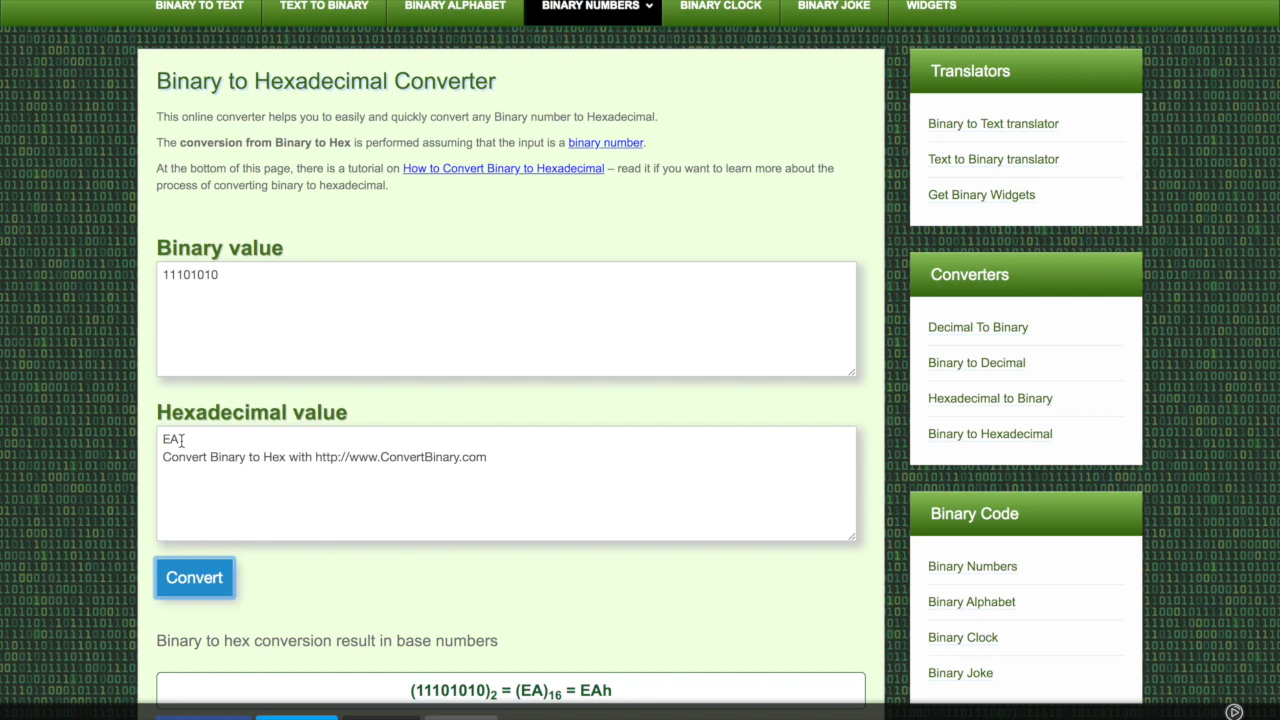 BINARY TO TEXT
TEXT TO BINARY
BINARY ALPHABET
BINARY NUMBERS
BINARY CLOCK
BINARY JOKE
WIDGETS
Binary to Hexadecimal Converter
This online converter helps you to easily and quickly convert any Binary number to Hexadecimal.
The conversion from Binary to Hex is performed assuming that the input is a binary number.
At the bottom of this page, there is a tutorial on How to Convert Binary to Hexadecimal – read it if you want to learn more about the
process of converting binary to hexadecimal.
Binary value
11101010
Hexadecimal value
EA
Convert Binary to Hex with http://www.ConvertBinary.com
Convert
Binary to hex conversion result in base numbers
(11101010)2 = (EA)16 = EAh
Translators
Binary to Text translator
Text to Binary translator
Get Binary Widgets
Converters
Decimal To Binary
Binary to Decimal
Hexadecimal to Binary
Binary to Hexadecimal
Binary Code
Binary Numbers
Binary Alphabet
Binary Clock
Binary Joke